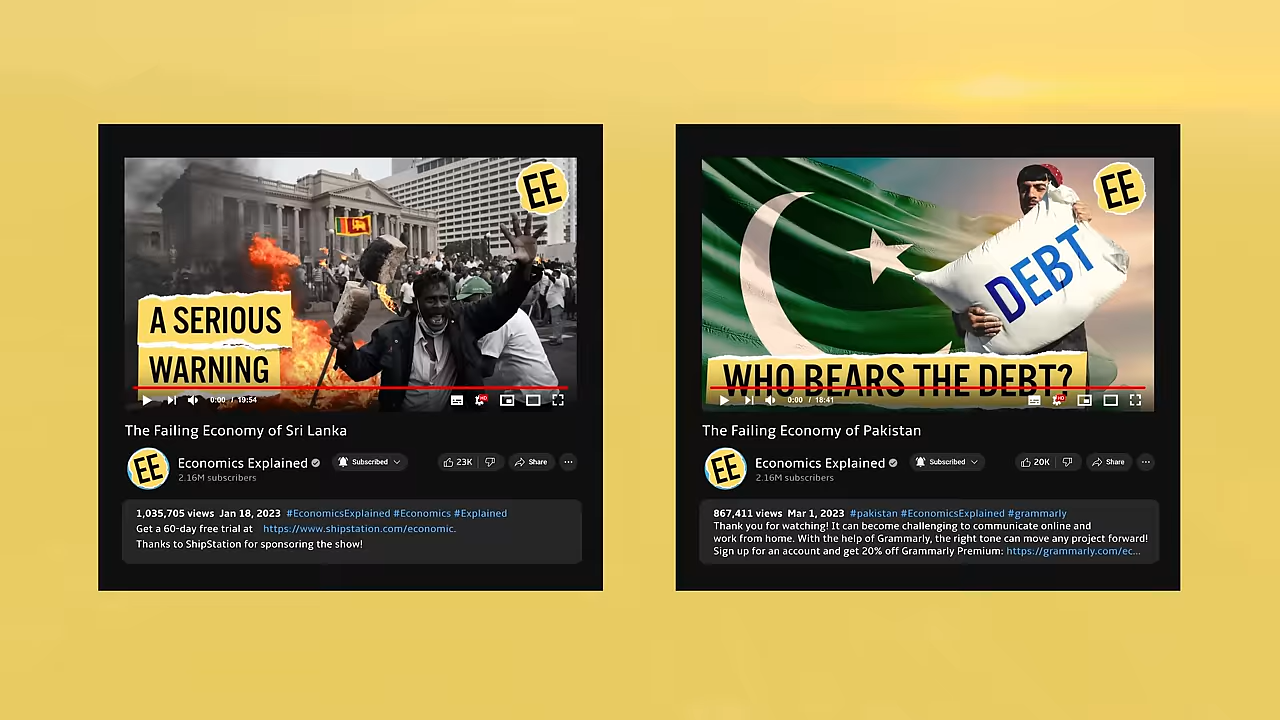 EE
A SERIOUS
WARNING
0:00 / 19:54
HD
The Failing Economy of Sri Lanka
EE
Economics Explained
2.16M subscribers
Subscribed
23K
Share
1,035,705 views Jan 18, 2023 #EconomicsExplained #Economics #Explained
Get a 60-day free trial at https://www.shipstation.com/economic.
Thanks to ShipStation for sponsoring the show!
EE
DEBT
WHO BEARS THE DEBT?
0:00 / 18:41
HD
The Failing Economy of Pakistan
EE
Economics Explained
2.16M subscribers
Subscribed
20K
Share
867,411 views Mar 1, 2023 #pakistan #EconomicsExplained #grammarly
Thank you for watching! It can become challenging to communicate online and
work from home. With the help of Grammarly, the right tone can move any project forward!
Sign up for an account and get 20% off Grammarly Premium: https://grammarly.com/ec...